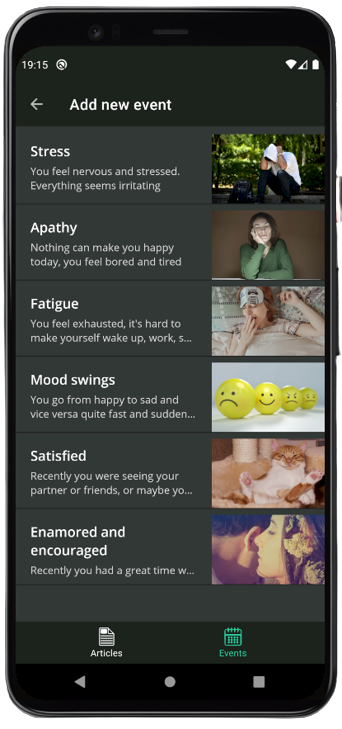 19:15
Add new event
Stress
You feel nervous and stressed.
Everything seems irritating
Apathy
Nothing can make you happy
today, you feel bored and tired
Fatigue
You feel exhausted, it's hard to
make yourself wake up, work, s...
Mood swings
You go from happy to sad and
vice versa quite fast and sudden...
Satisfied
Recently you were seeing your
partner or friends, or maybe yo...
Enamored and
encouraged
Recently you had a great time w...
Articles
Events